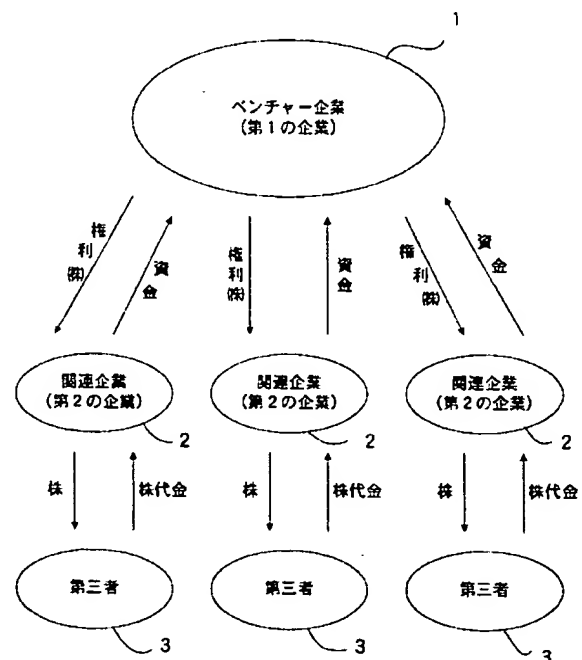 1
ベンチャー企業
(第1の企業)
権利㈱
資金
権利㈱
資金
権利㈱
資金
関連企業
(第2の企業)
2
関連企業
(第2の企業)
2
関連企業
(第2の企業)
2
株
株代金
株
株代金
株
株代金
第三者
3
第三者
3
第三者
3